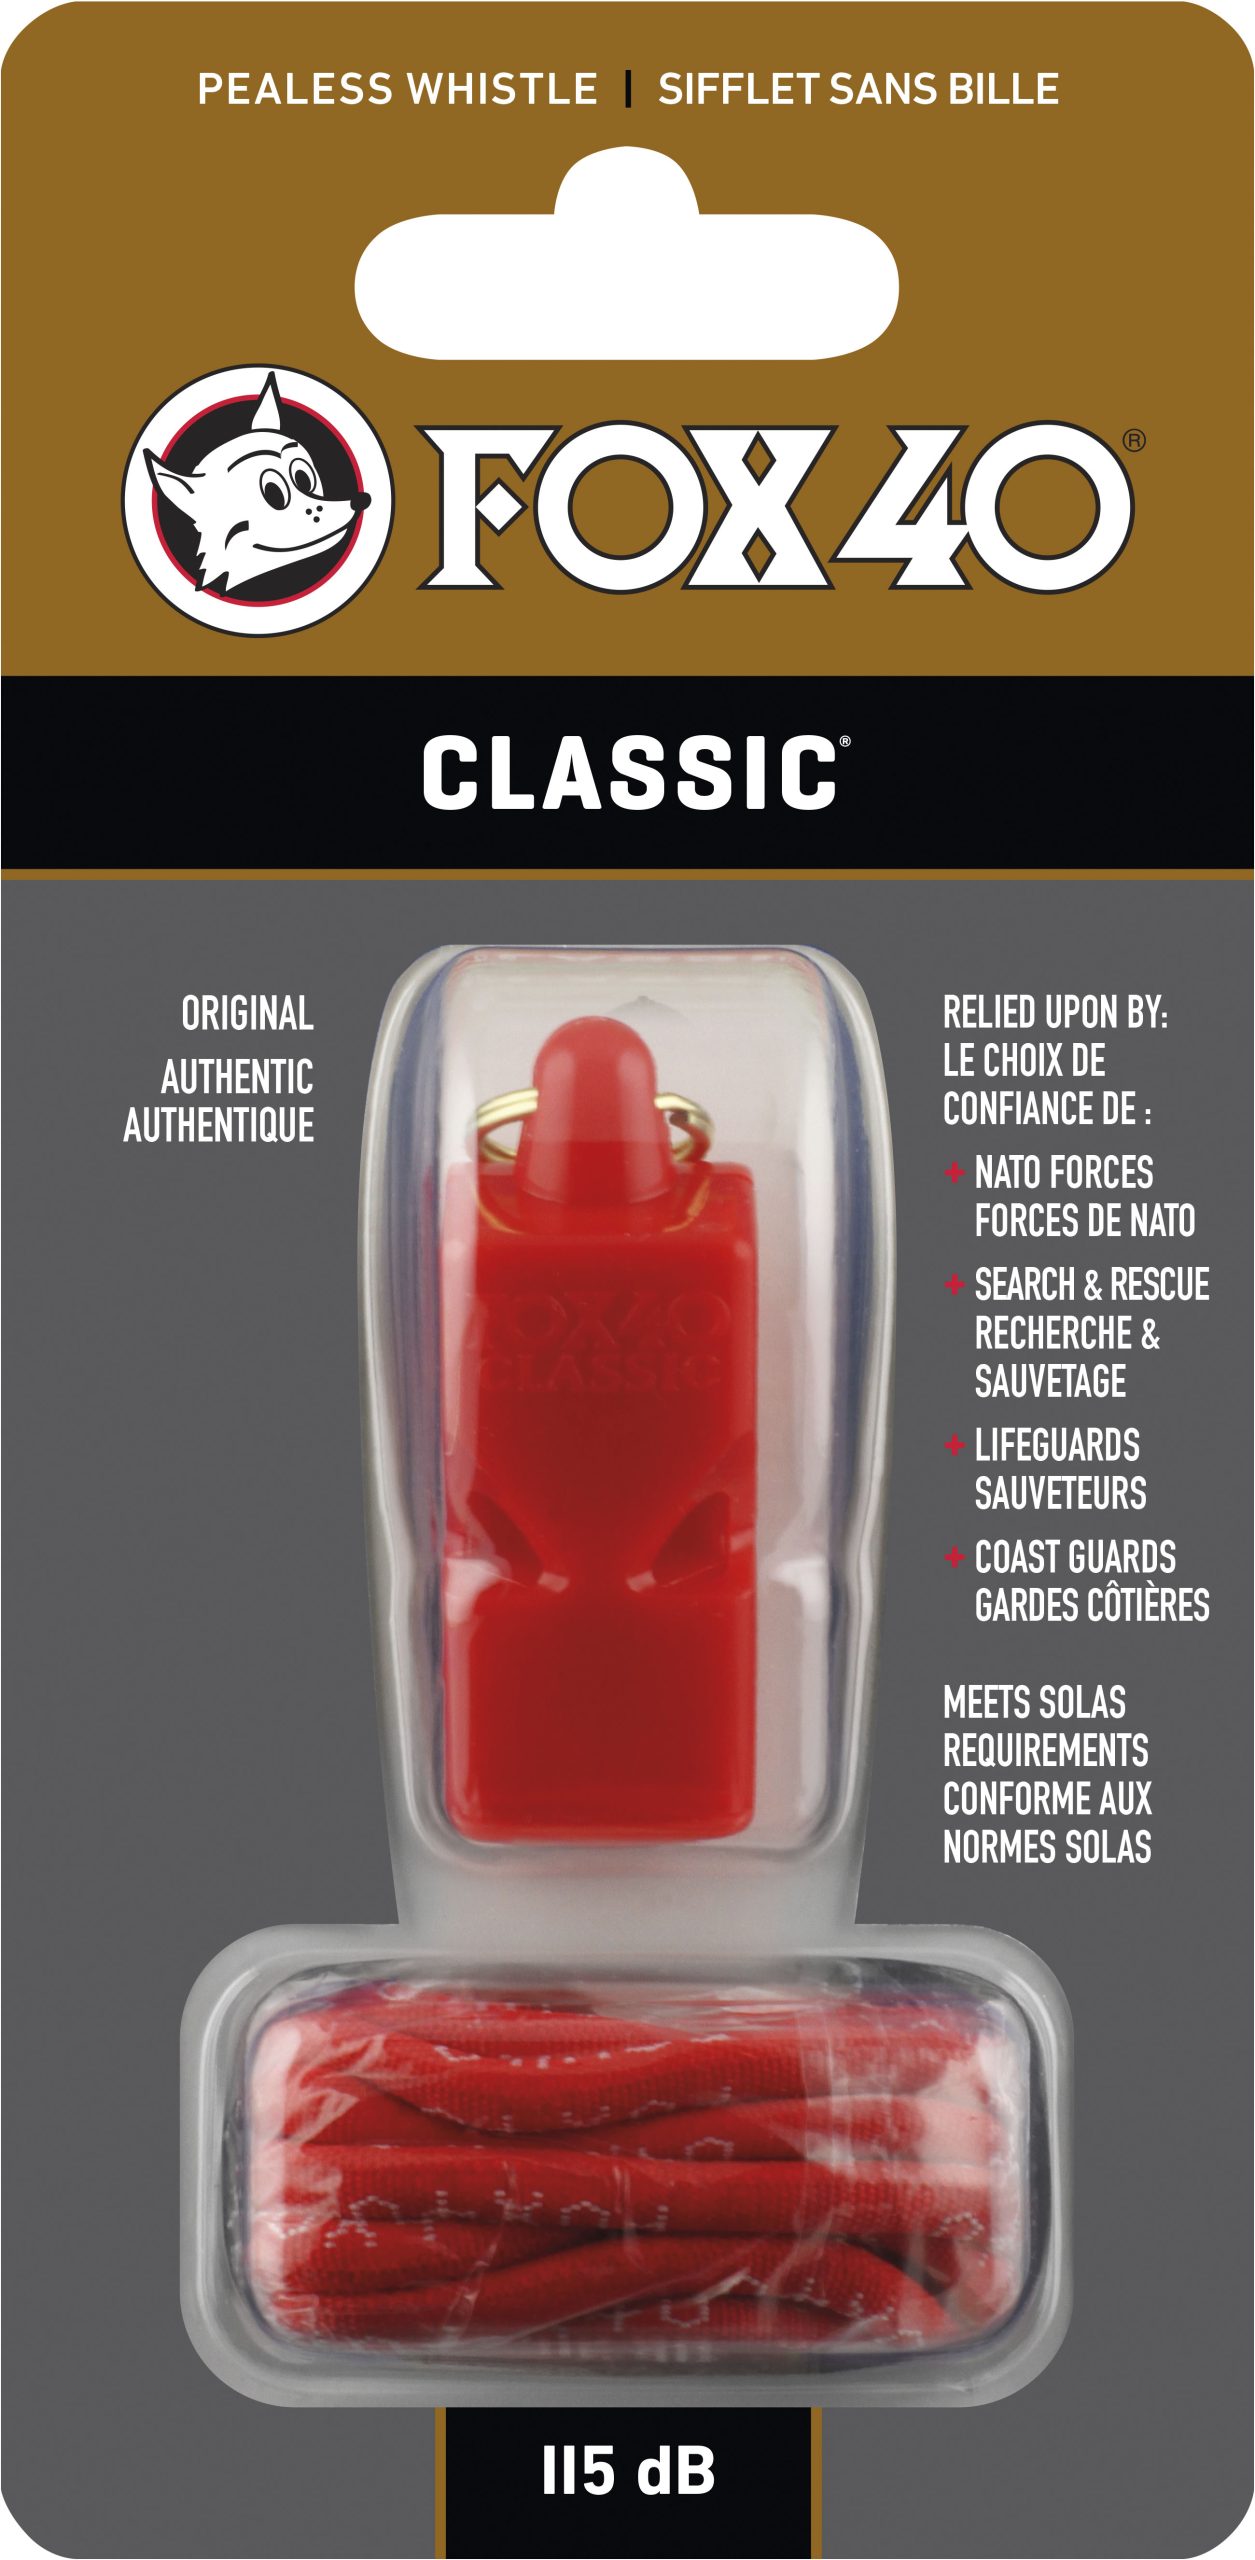 PEALESS WHISTLE | SIFFLET SANS BILLE
FOX 40®
CLASSIC®
ORIGINAL
AUTHENTIC
AUTHENTIQUE
FOX 40
CLASSIC
RELIED UPON BY:
LE CHOIX DE
CONFIANCE DE :
+ NATO FORCES
FORCES DE NATO
+ SEARCH & RESCUE
RECHERCHE &
SAUVETAGE
+ LIFEGUARDS
SAUVETEURS
+ COAST GUARDS
GARDES CÔTIÈRES
MEETS SOLAS
REQUIREMENTS
CONFORME AUX
NORMES SOLAS
115 dB